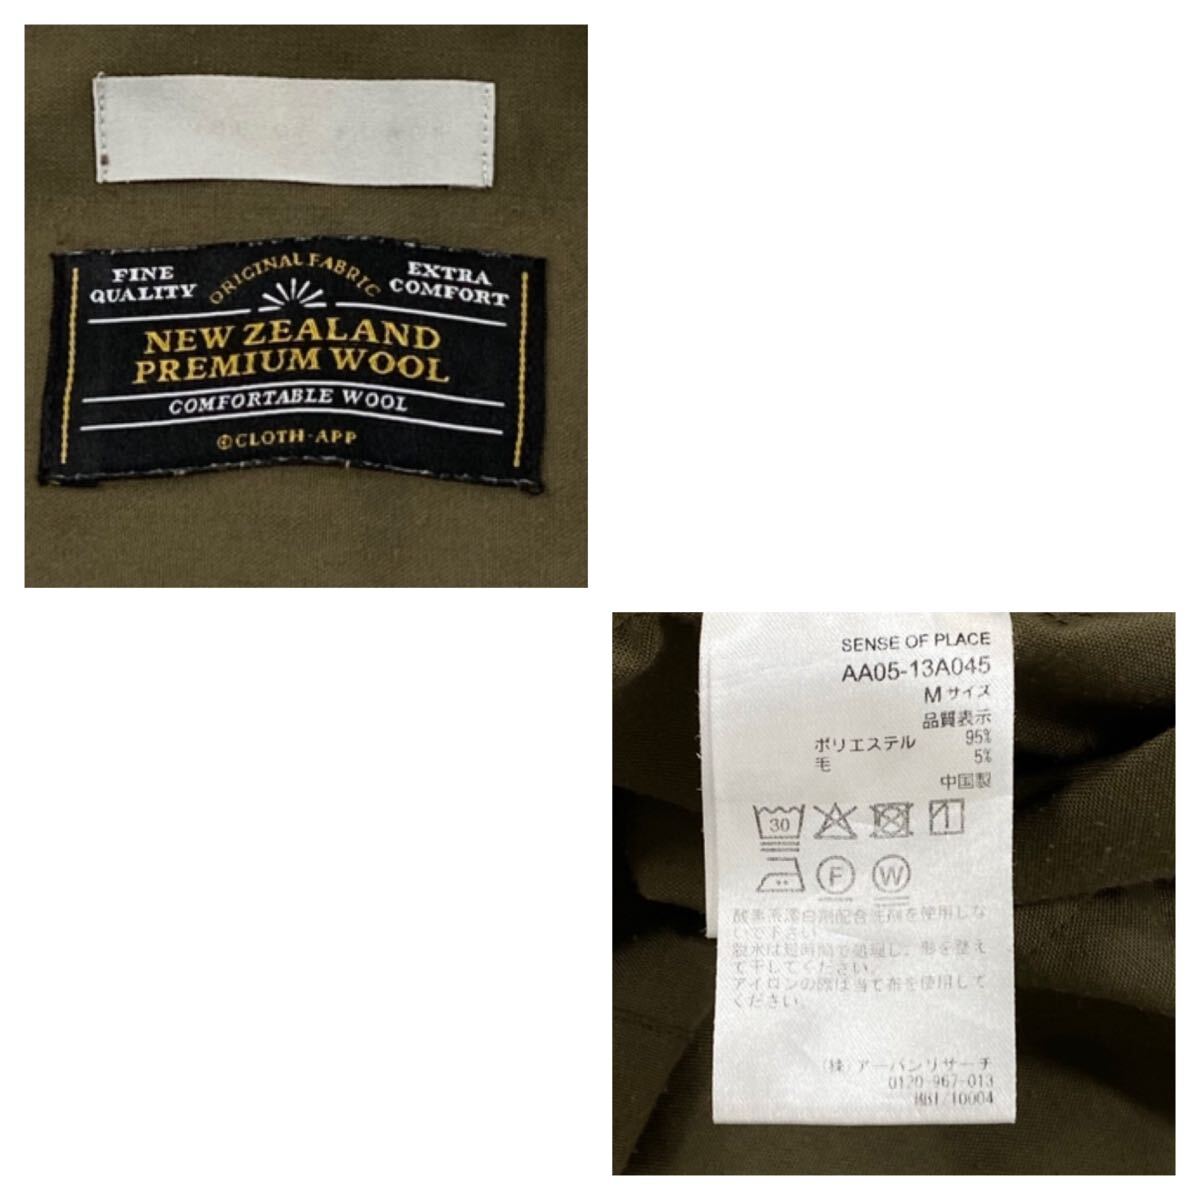 FINE
QUALITY
ORIGINAL FABRIC
EXTRA
COMFORT
NEW ZEALAND
PREMIUM WOOL
COMFORTABLE WOOL
©CLOTH-APP
SENSE OF PLACE
AA05-13A045
M サイズ
品質表示
ポリエステル 95%
毛 5%
中国製
30
F W
酸素系漂白剤配合洗剤を使用しな
いで下さい
脱水は短時間で処理し、形を整え
て干してください。
アイロンの際は当て布を使用して
ください。
(株)アーバンリサーチ
0120-967-013
/10004